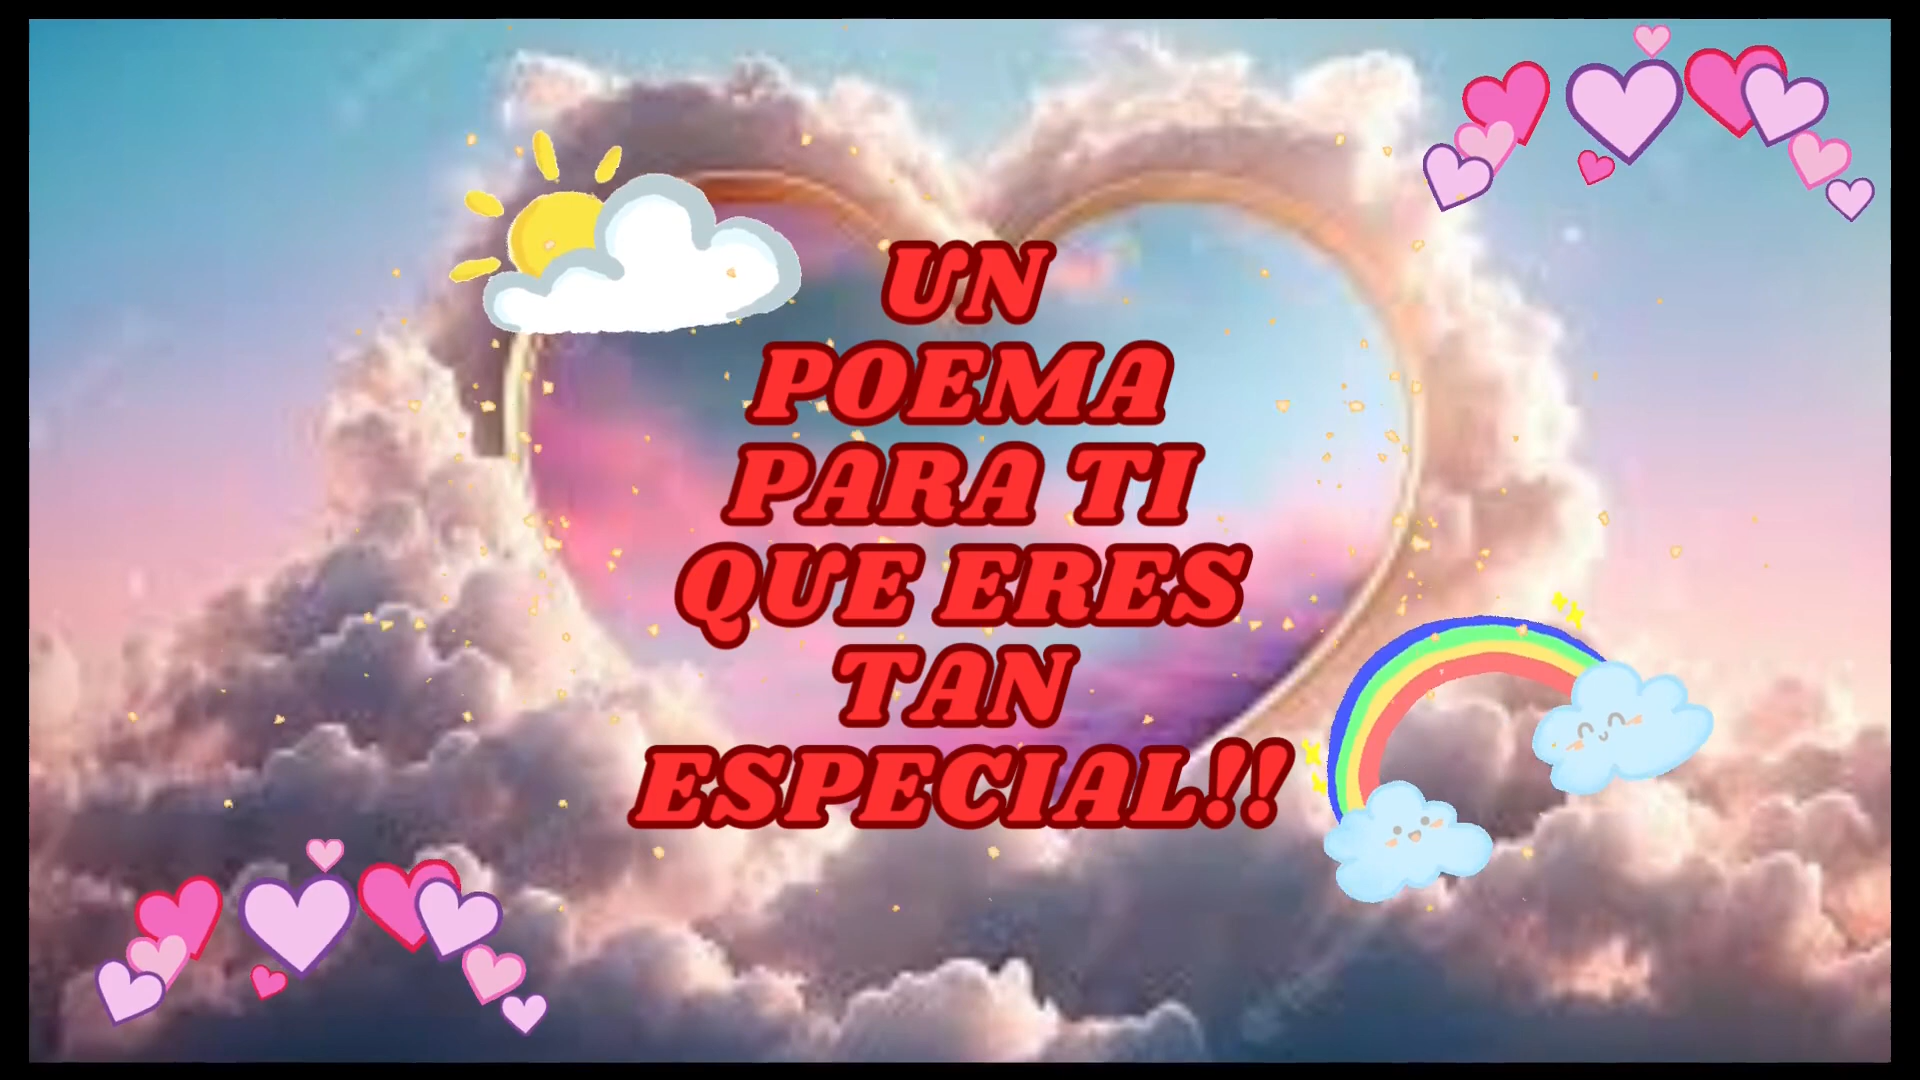 UN
POEMA
PARA TI
QUE ERES
TAN
ESPECIAL!!